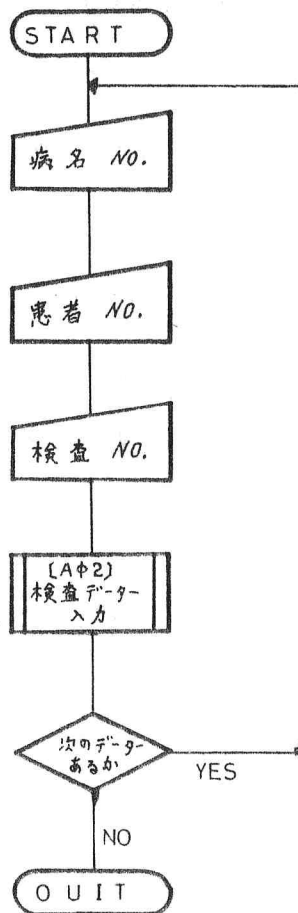 START
病名 NO.
患者 NO.
検査 NO.
[Aφ2]
検査データー
入力
次のデーター
あるか
YES
NO
QUIT